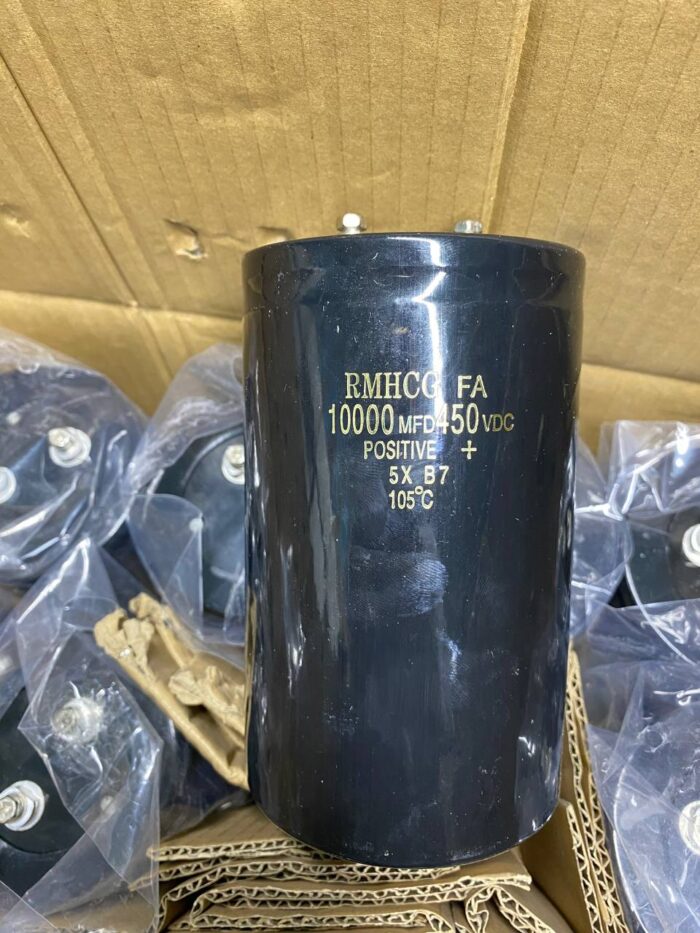 RMHCG FA
10000 MFD 450 VDC
POSITIVE +
5X B7
105°C